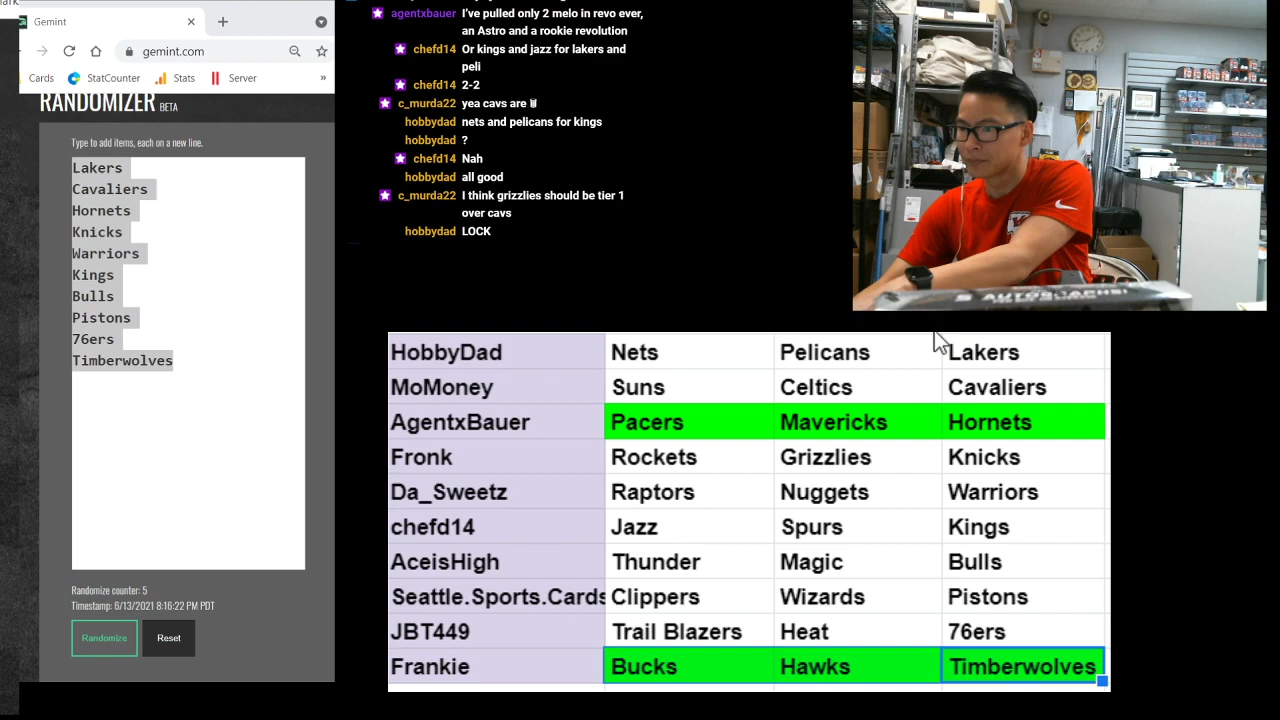 Gemint
gemint.com
Cards StatCounter Stats Server »
RANDOMIZER BETA
Type to add items, each on a new line.
Lakers
Cavaliers
Hornets
Knicks
Warriors
Kings
Bulls
Pistons
76ers
Timberwolves
Randomize counter: 5
Timestamp: 6/13/2021 8:16:22 PM PDT
Randomize Reset
agentxbauer I've pulled only 2 melo in revo ever,
an Astro and a rookie revolution
chefd14 Or kings and jazz for lakers and
peli
chefd14 2-2
c_murda22 yea cavs are
hobbydad nets and pelicans for kings
hobbydad ?
chefd14 Nah
hobbydad all good
c_murda22 I think grizzlies should be tier 1
over cavs
hobbydad LOCK
5 AUTOGRAPHS!
HobbyDad Nets Pelicans Lakers
MoMoney Suns Celtics Cavaliers
AgentxBauer Pacers Mavericks Hornets
Fronk Rockets Grizzlies Knicks
Da_Sweetz Raptors Nuggets Warriors
chefd14 Jazz Spurs Kings
AceisHigh Thunder Magic Bulls
Seattle.Sports.Cards Clippers Wizards Pistons
JBT449 Trail Blazers Heat 76ers
Frankie Bucks Hawks Timberwolves